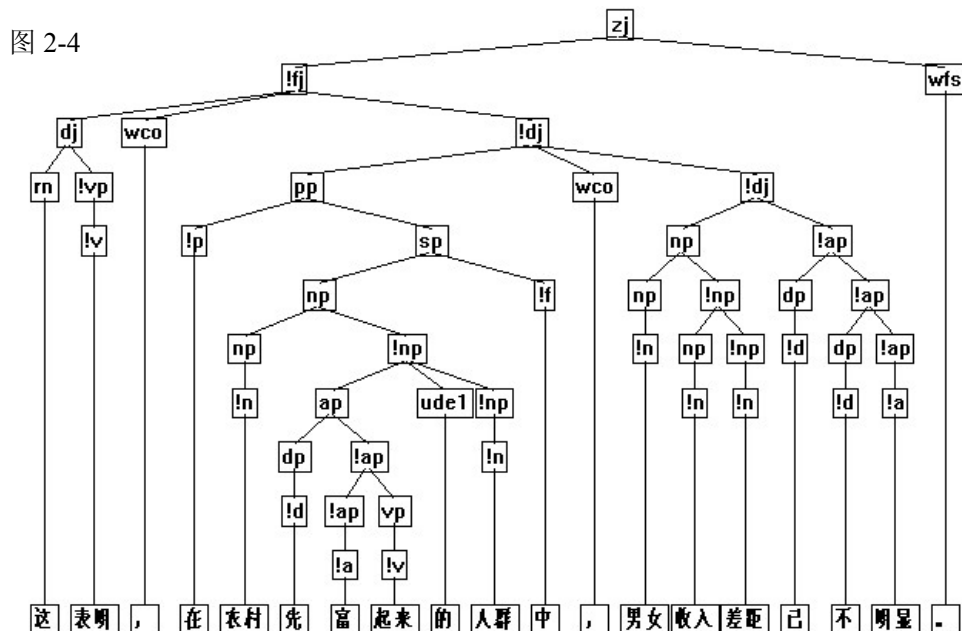 图 2-4
zj
!fj wfs
dj wco !dj
rn !vp pp wco !dj
!v !p sp np !ap
np !f np !np dp !ap
np !np !n np !np !d dp !ap
!n ap ude1 !np !n !n !d !a
dp !ap !n
!d !ap vp
!a !v
这 表明 , 在 农村 先 富 起来 的 人群 中 , 男女 收入 差距 已 不 明显 。